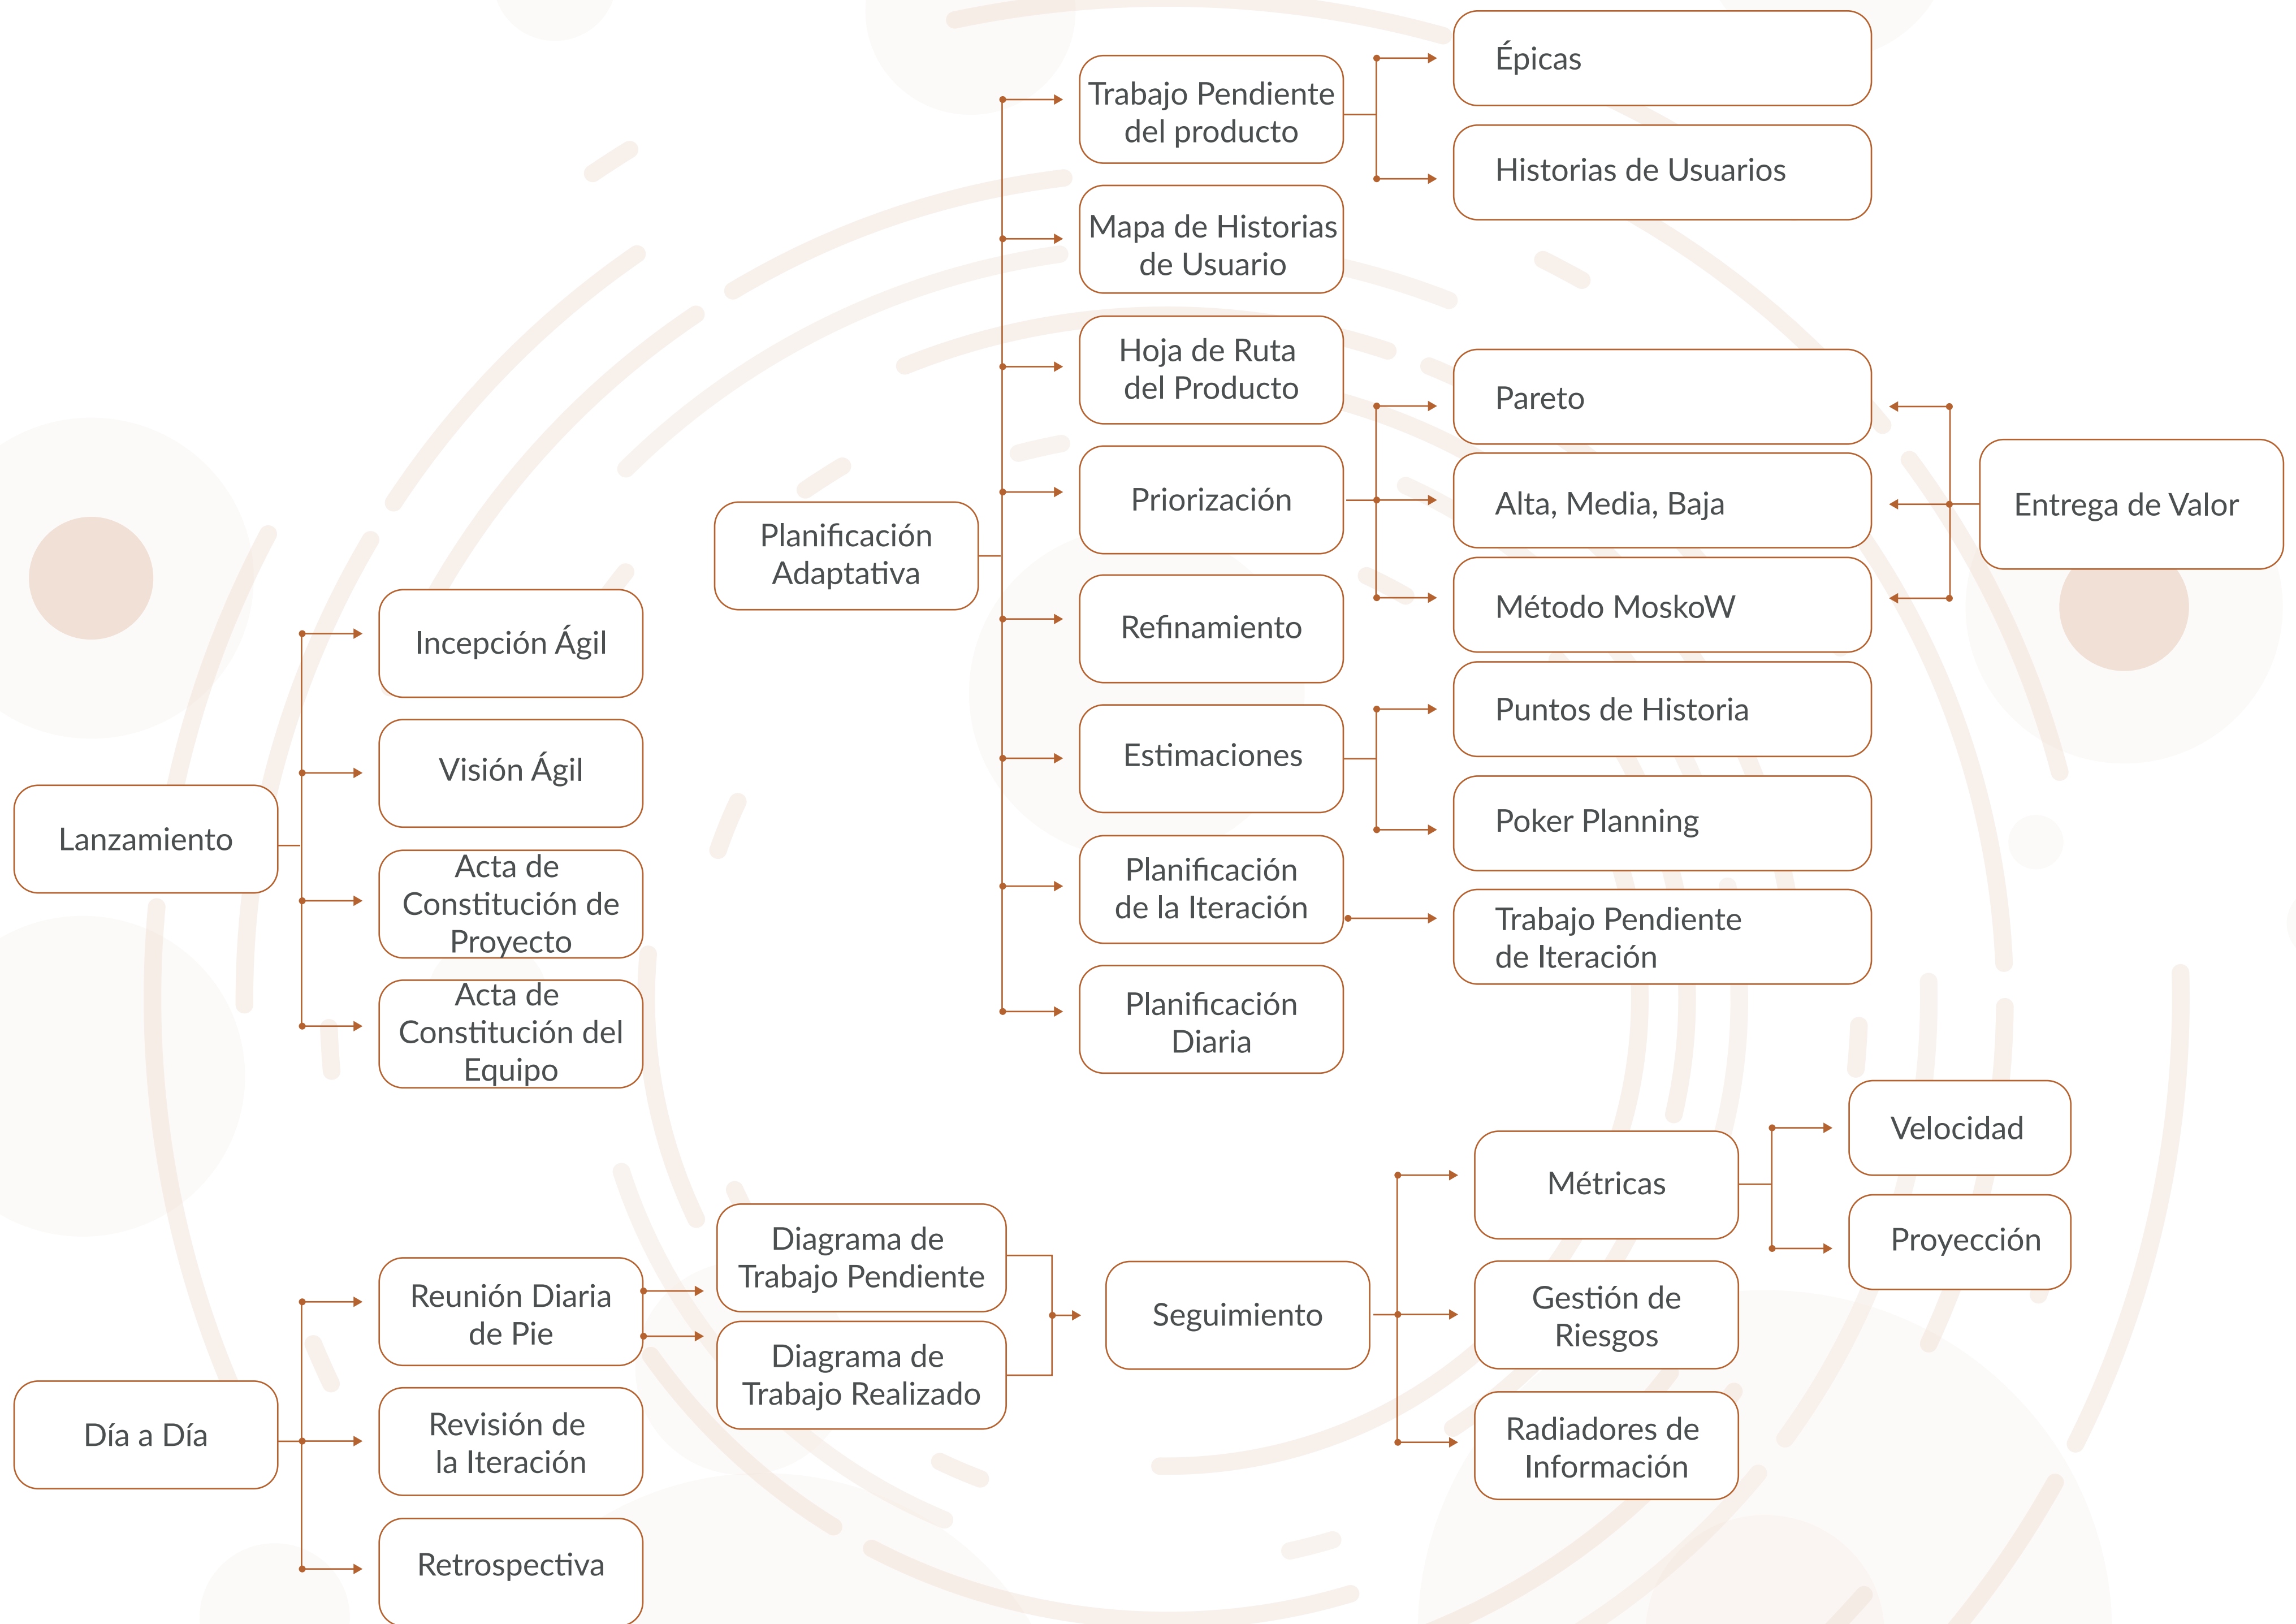 Lanzamiento
Incepción Ágil
Visión Ágil
Acta de
Constitución de
Proyecto
Acta de
Constitución del
Equipo
Planificación
Adaptativa
Trabajo Pendiente
del producto
Épicas
Historias de Usuarios
Mapa de Historias
de Usuario
Hoja de Ruta
del Producto
Priorización
Pareto
Alta, Media, Baja
Método MoskoW
Entrega de Valor
Refinamiento
Estimaciones
Puntos de Historia
Poker Planning
Planificación
de la Iteración
Trabajo Pendiente
de Iteración
Planificación
Diaria
Día a Día
Reunión Diaria
de Pie
Revisión de
la Iteración
Retrospectiva
Diagrama de
Trabajo Pendiente
Diagrama de
Trabajo Realizado
Seguimiento
Métricas
Velocidad
Proyección
Gestión de
Riesgos
Radiadores de
Información